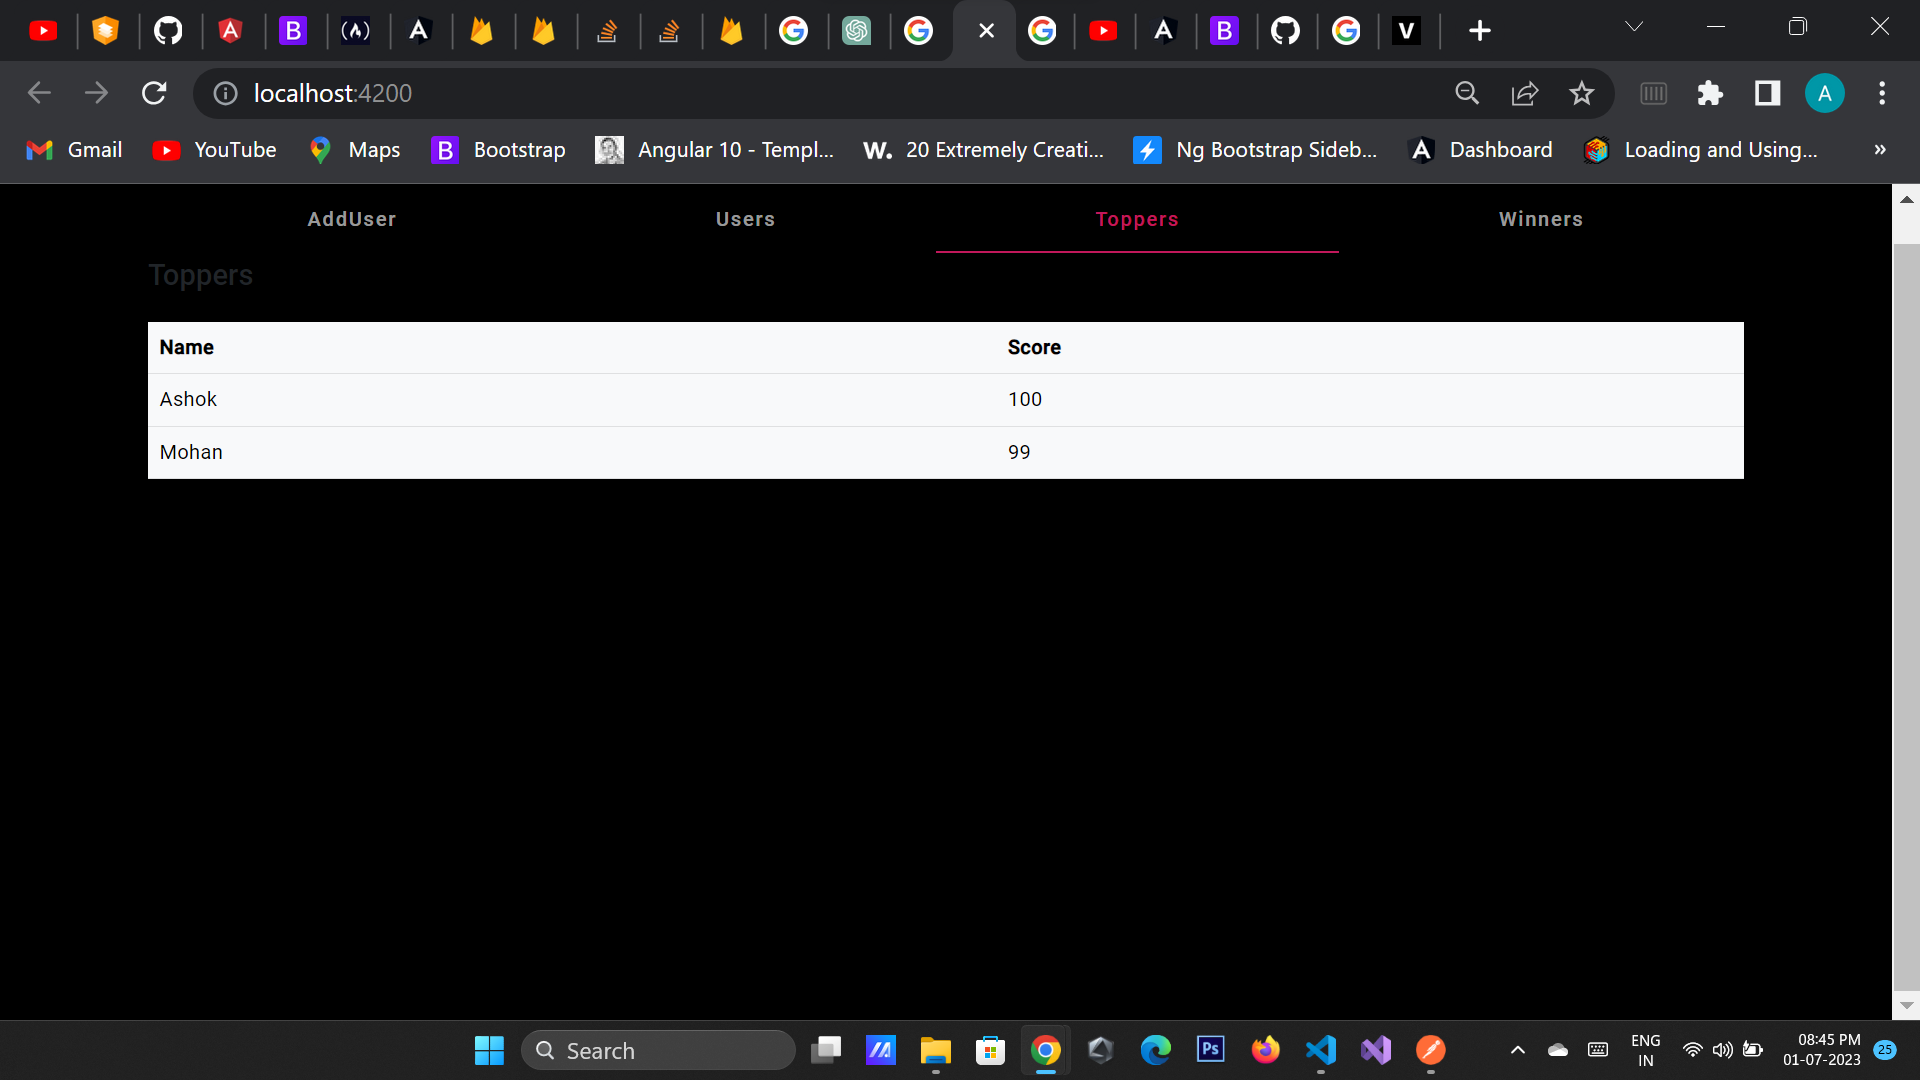 localhost:4200
A
Gmail
YouTube
Maps
B Bootstrap
Angular 10 - Templ...
W. 20 Extremely Creati...
Ng Bootstrap Sideb...
Dashboard
Loading and Using...
»
AddUser
Users
Toppers
Winners
Toppers
Name Score
Ashok 100
Mohan 99
Search
Ps
ENG
IN
08:45 PM
01-07-2023
25